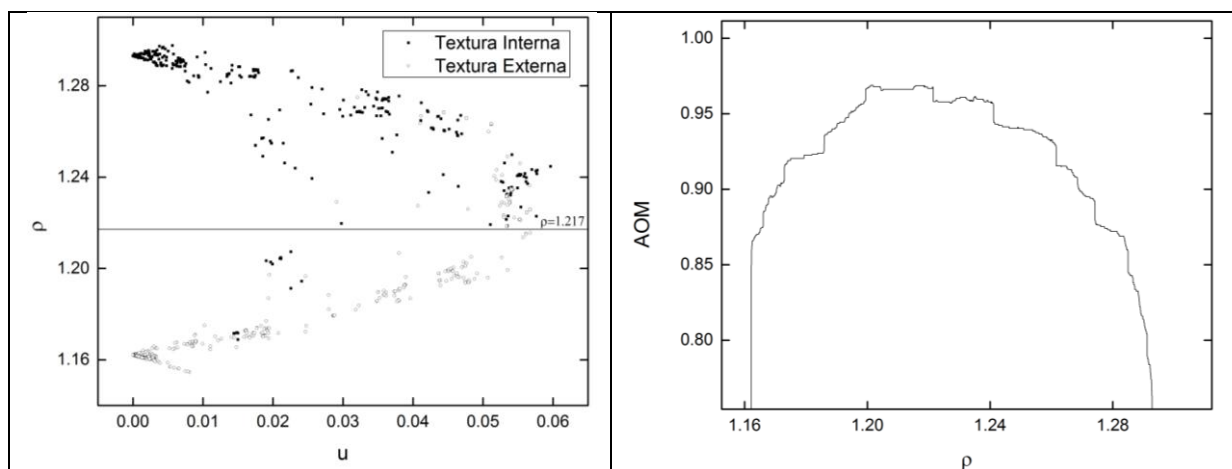 Textura Interna
Textura Externa
1.28
1.24
1.20
1.16
ρ
ρ=1.217
0.00 0.01 0.02 0.03 0.04 0.05 0.06
u
1.00
0.95
0.90
0.85
0.80
AOM
1.16 1.20 1.24 1.28
ρ